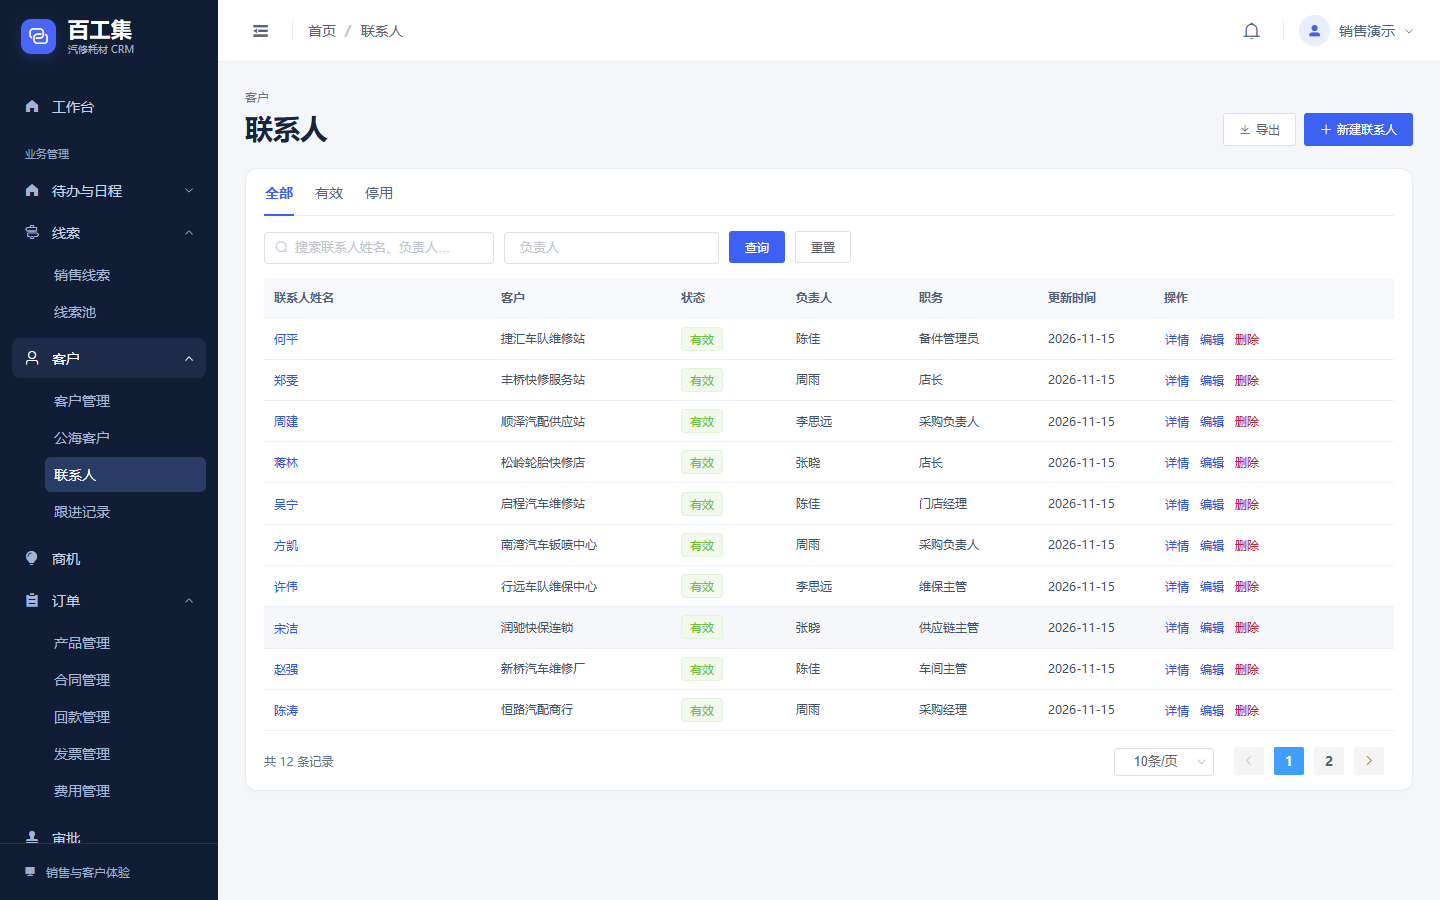 百工集
汽修耗材 CRM
工作台
业务管理
待办与日程
线索
销售线索
线索池
客户
客户管理
公海客户
联系人
跟进记录
商机
订单
产品管理
合同管理
回款管理
发票管理
费用管理
审批
销售与客户体验
首页 / 联系人
销售演示
客户
联系人
导出
新建联系人
全部 有效 停用
搜索联系人姓名、负责人...
负责人
查询
重置
联系人姓名 客户 状态 负责人 职务 更新时间 操作
何平 捷汇车队维修站 有效 陈佳 备件管理员 2026-11-15 详情 编辑 删除
郑雯 丰桥快修服务站 有效 周雨 店长 2026-11-15 详情 编辑 删除
周建 顺泽汽配供应站 有效 李思远 采购负责人 2026-11-15 详情 编辑 删除
蒋林 松岭轮胎快修店 有效 张晓 店长 2026-11-15 详情 编辑 删除
吴宁 启程汽车维修站 有效 陈佳 门店经理 2026-11-15 详情 编辑 删除
方凯 南湾汽车钣喷中心 有效 周雨 采购负责人 2026-11-15 详情 编辑 删除
许伟 行远车队维保中心 有效 李思远 维保主管 2026-11-15 详情 编辑 删除
宋洁 润驰快保连锁 有效 张晓 供应链主管 2026-11-15 详情 编辑 删除
赵强 新桥汽车维修厂 有效 陈佳 车间主管 2026-11-15 详情 编辑 删除
陈涛 恒路汽配商行 有效 周雨 采购经理 2026-11-15 详情 编辑 删除
共 12 条记录
10条/页
1 2